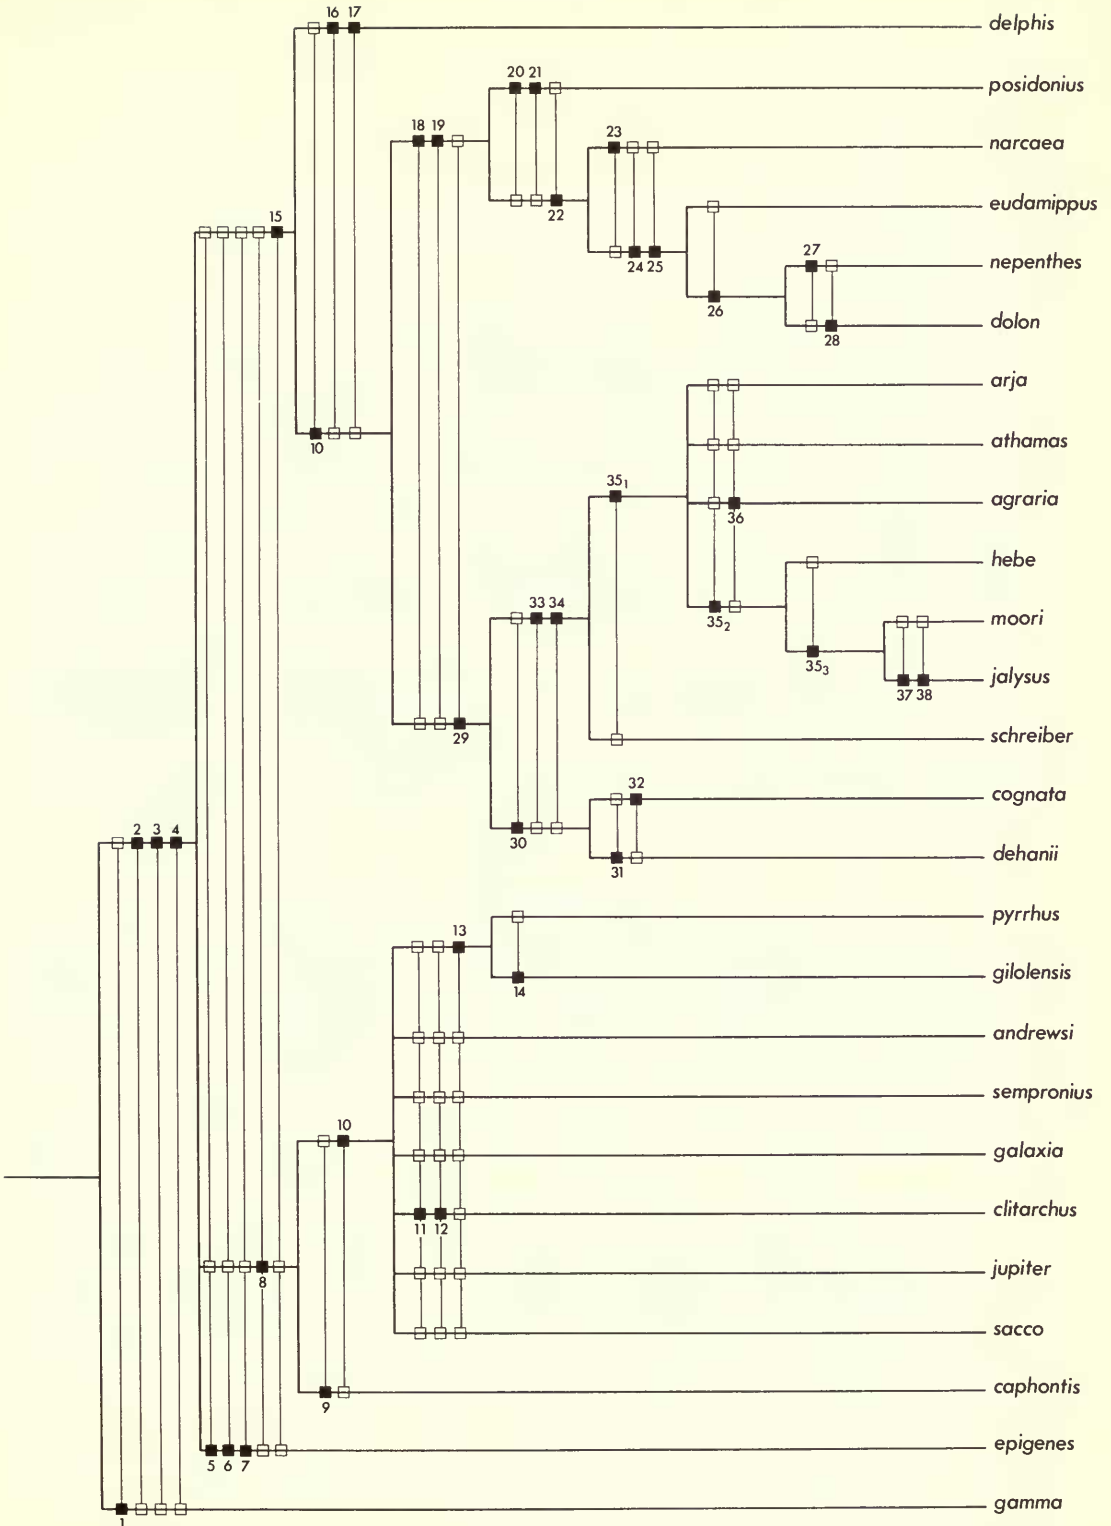 16 17
delphis
20 21
posidonius
18 19
23
narcaea
22
15
eudamippus
24 25
27
nepenthes
26
dolon
28
arja
10
athamas
35₁
agraria
36
hebe
33 34
35₂
moori
35₃
jalysus
37 38
29
schreiber
32
cognata
2 3 4
30
dehanii
31
pyrrhus
13
gilolensis
14
andrewsi
sempronius
10
galaxia
clitarchus
11 12
8
jupiter
sacco
caphontis
9
epigenes
5 6 7
gamma
1